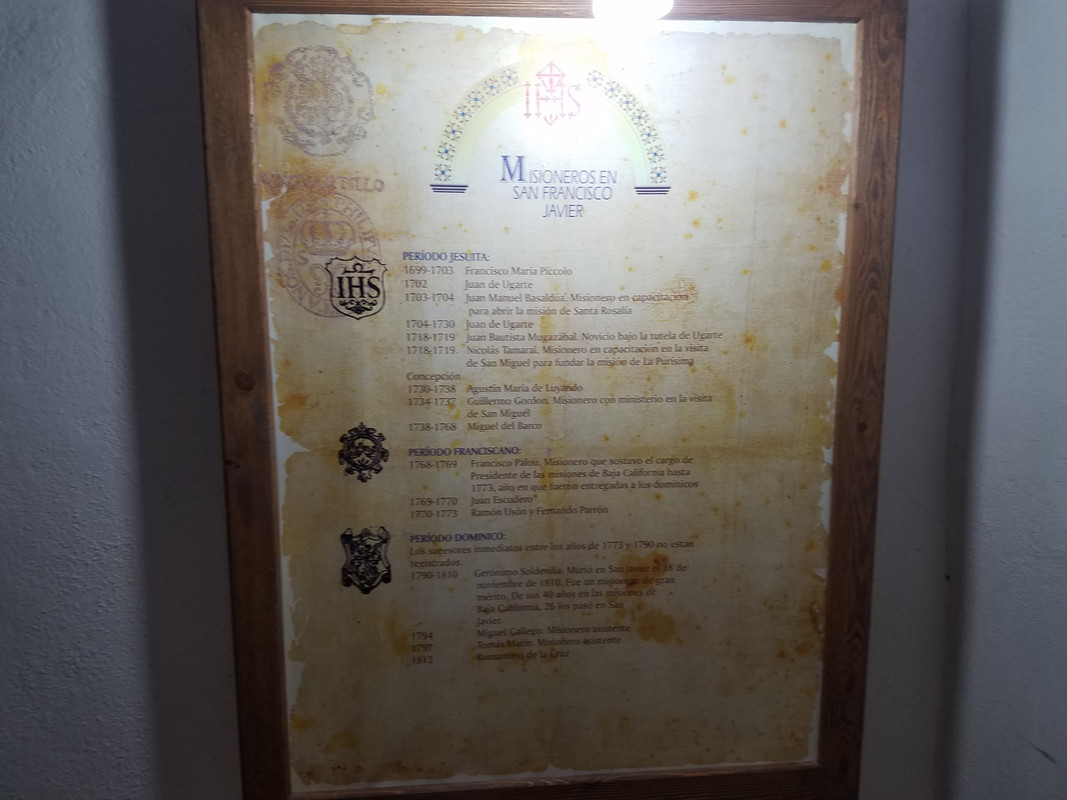 IHS
MISIONEROS EN
SAN FRANCISCO
JAVIER
IHS
PERÍODO JESUITA:
1699-1703 Francisco María Píccolo
1702 Juan de Ugarte
1703-1704 Juan Manuel Basaldúa. Misionero en capacitación
para abrir la misión de Santa Rosalía
1704-1730 Juan de Ugarte
1718-1719 Juan Bautista Mugazábal. Novicio bajo la tutela de Ugarte
1718-1719. Nicolás Tamaral. Misionero en capacitación en la visita
de San Miguel para fundar la misión de La Purísima
Concepción
1730-1738 Agustín María de Luyando
1734-1737 Guillermo Gordon. Misionero con ministerio en la visita
de San Miguel
1738-1768 Miguel del Barco
PERÍODO FRANCISCANO:
1768-1769 Francisco Palou. Misionero que sostuvo el cargo de
Presidente de las misiones de Baja California hasta
1773, año en que fueron entregadas a los dominicos
1769-1770 Juan Escudero*
1770-1773 Ramón Usón y Fernando Parrón
PERÍODO DOMINICO:
Los sucesores inmediatos entre los años de 1773 y 1790 no están
registrados.
1790-1810 Gerónimo Soldevilla. Murió en San Javier el 18 de
noviembre de 1810. Fue un misionero de gran
mérito. De sus 40 años en las misiones de
Baja California, 26 los pasó en San
Javier.
1794 Miguel Gallego. Misionero asistente
1797 Tomás Marín. Misionero asistente
1812 Romantino de la Cruz